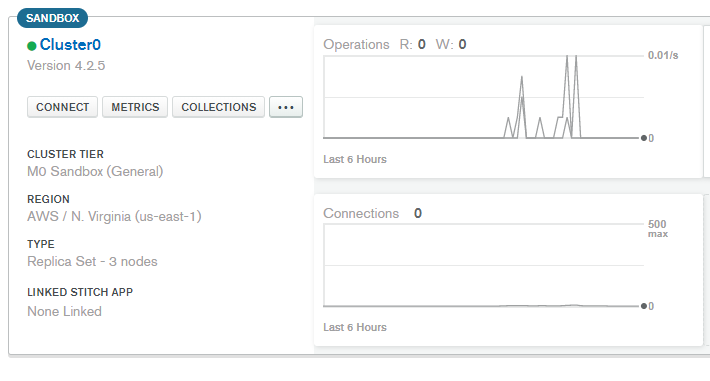 SANDBOX
Cluster0
Version 4.2.5
CONNECT METRICS COLLECTIONS ...
CLUSTER TIER
M0 Sandbox (General)
REGION
AWS / N. Virginia (us-east-1)
TYPE
Replica Set - 3 nodes
LINKED STITCH APP
None Linked
Operations R: 0 W: 0
0.01/s
0
Last 6 Hours
Connections 0
500
max
0
Last 6 Hours